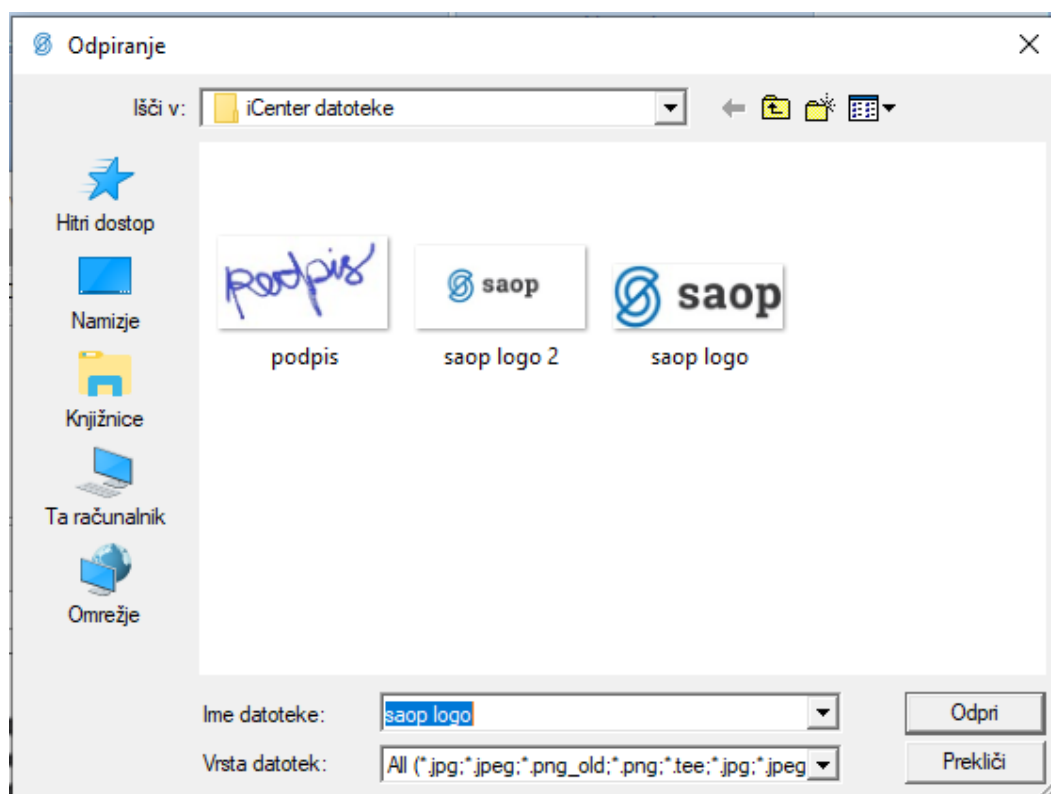 Odpiranje
Išči v:
iCenter datoteke
Hitri dostop
Namizje
Knjižnice
Ta računalnik
Omrežje
podpis
saop
saop
podpis
saop logo 2
saop logo
Ime datoteke:
saop logo
Odpri
Vrsta datotek:
All (*.jpg;*.jpeg;*.png_old;*.png;*.tee;*.jpg;*.jpeg
Prekliči